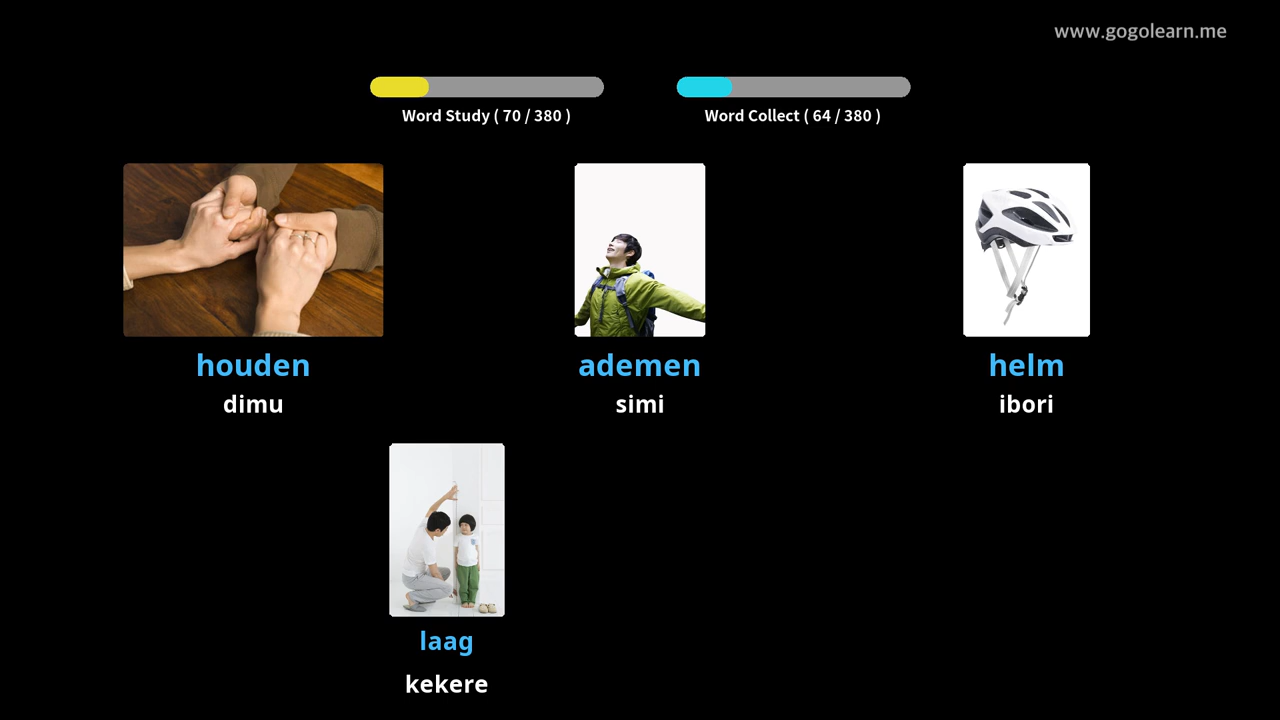 www.gogolearn.me
Word Study ( 70 / 380 )
Word Collect ( 64 / 380 )
houden
dimu
ademen
simi
helm
ibori
laag
kekere